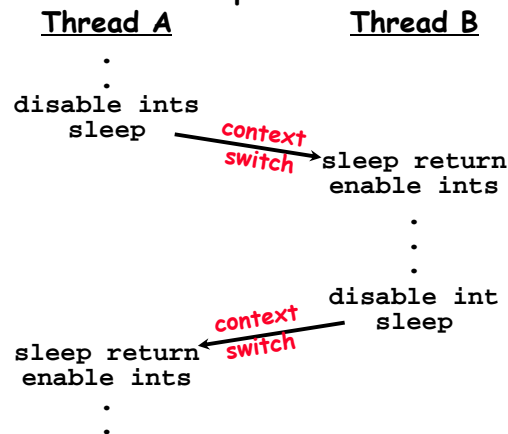 Thread A
Thread B
.
.
disable ints
sleep
context
switch
sleep return
enable ints
.
.
.
disable int
sleep
context
switch
sleep return
enable ints
.
.